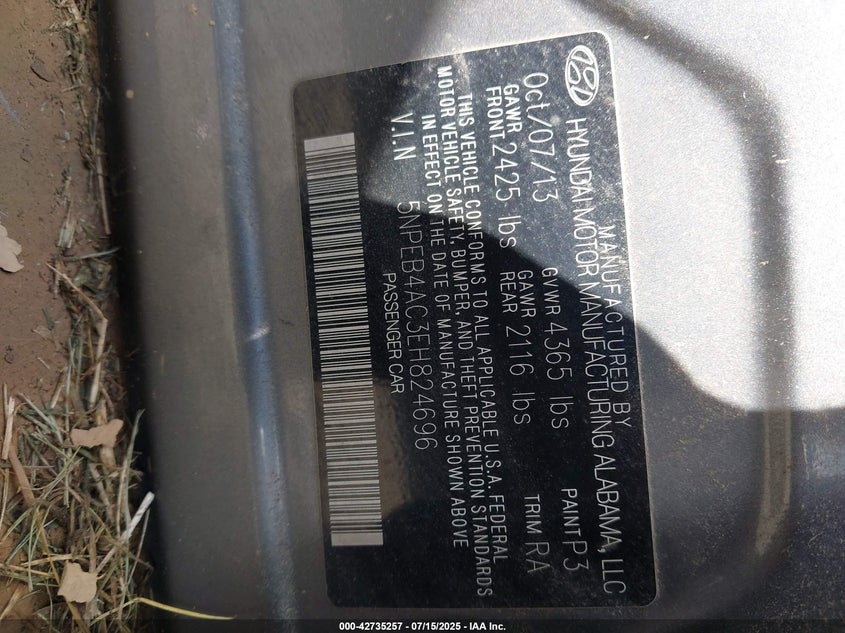 MANUFACTURED BY
HYUNDAI MOTOR MANUFACTURING ALABAMA, LLC
Oct/07/13 GVWR 4365 lbs PAINT P3
GAWR FRONT 2425 lbs GAWR REAR 2116 lbs TRIM RA
THIS VEHICLE CONFORMS TO ALL APPLICABLE U.S.A. FEDERAL
MOTOR VEHICLE SAFETY, BUMPER, AND THEFT PREVENTION STANDARDS
IN EFFECT ON THE DATE OF MANUFACTURE SHOWN ABOVE
V.I.N 5NPEB4AC3EH824696
PASSENGER CAR
000-42735257 - 07/15/2025 - IAA Inc.